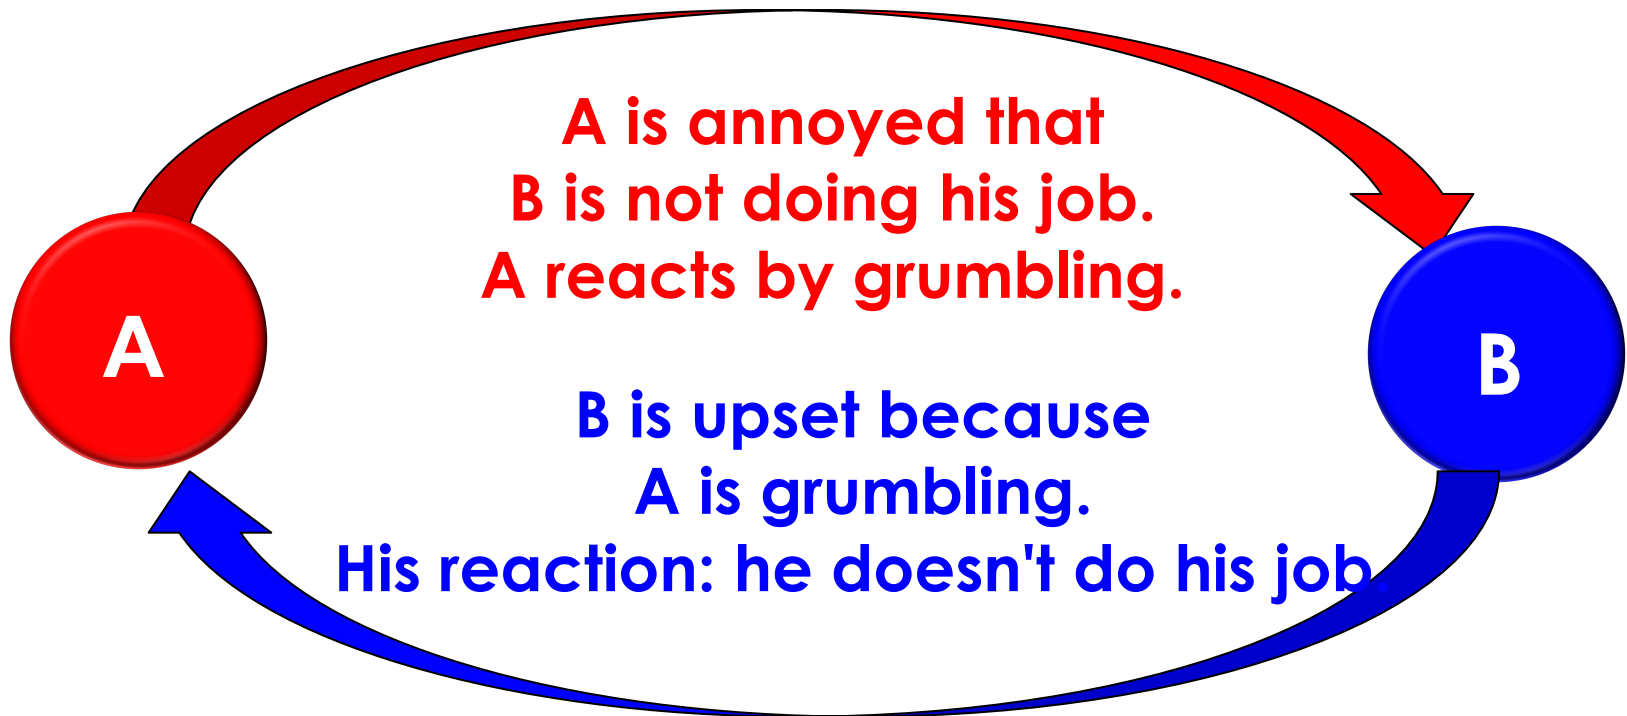 A is annoyed that
B is not doing his job.
A reacts by grumbling.
A
B
B is upset because
A is grumbling.
His reaction: he doesn't do his job.